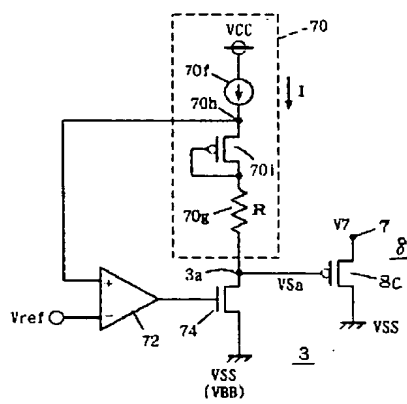 VCC
70
70f
70h
I
70i
70g
R
3a
V7
7
8
VSa
8C
+
-
Vref
72
74
VSS
VSS
(VBB)
3